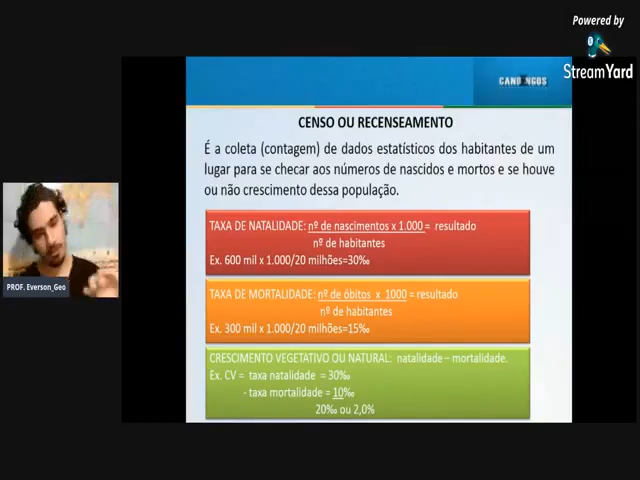 Powered by
StreamYard
CANDANGOS
CENSO OU RECENSEAMENTO
É a coleta (contagem) de dados estatísticos dos habitantes de um
lugar para se checar aos números de nascidos e mortos e se houve
ou não crescimento dessa população.
TAXA DE NATALIDADE: nº de nascimentos x 1.000 = resultado
nº de habitantes
Ex. 600 mil x 1.000/20 milhões=30‰
TAXA DE MORTALIDADE: nº de óbitos x 1000 = resultado
nº de habitantes
Ex. 300 mil x 1.000/20 milhões=15‰
CRESCIMENTO VEGETATIVO OU NATURAL: natalidade – mortalidade.
Ex. CV = taxa natalidade = 30‰
- taxa mortalidade = 10‰
20‰ ou 2,0%
PROF. Everson_Geo